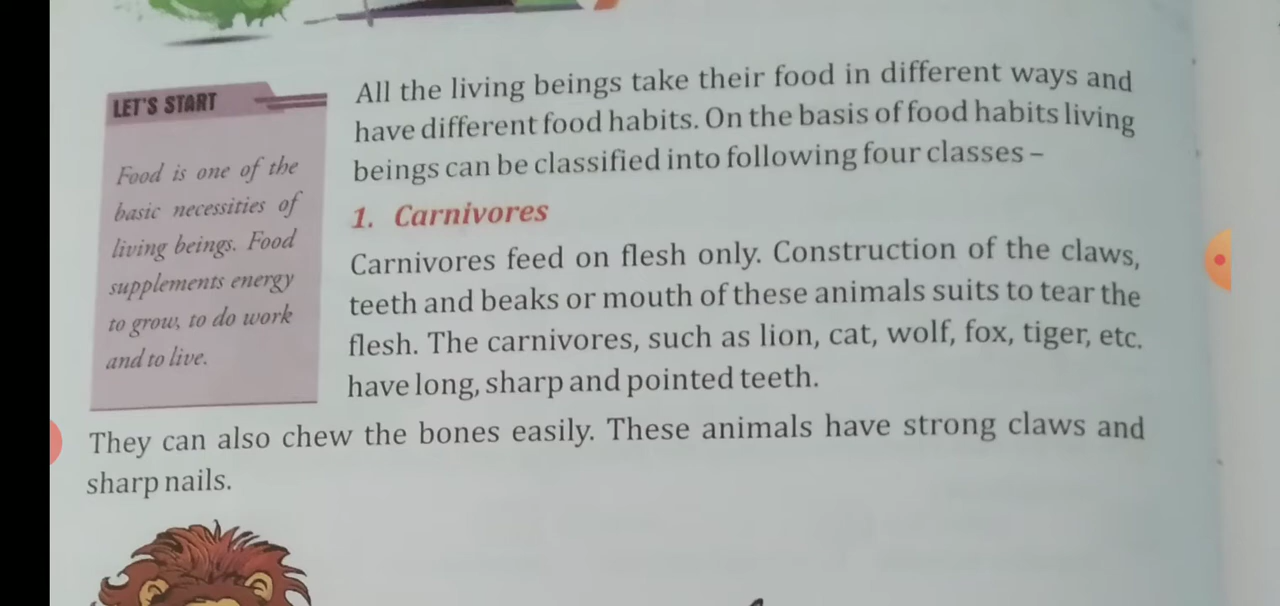 LET'S START
Food is one of the
basic necessities of
living beings. Food
supplements energy
to grow, to do work
and to live.
All the living beings take their food in different ways and
have different food habits. On the basis of food habits living
beings can be classified into following four classes –
1. Carnivores
Carnivores feed on flesh only. Construction of the claws,
teeth and beaks or mouth of these animals suits to tear the
flesh. The carnivores, such as lion, cat, wolf, fox, tiger, etc.
have long, sharp and pointed teeth.
They can also chew the bones easily. These animals have strong claws and
sharp nails.